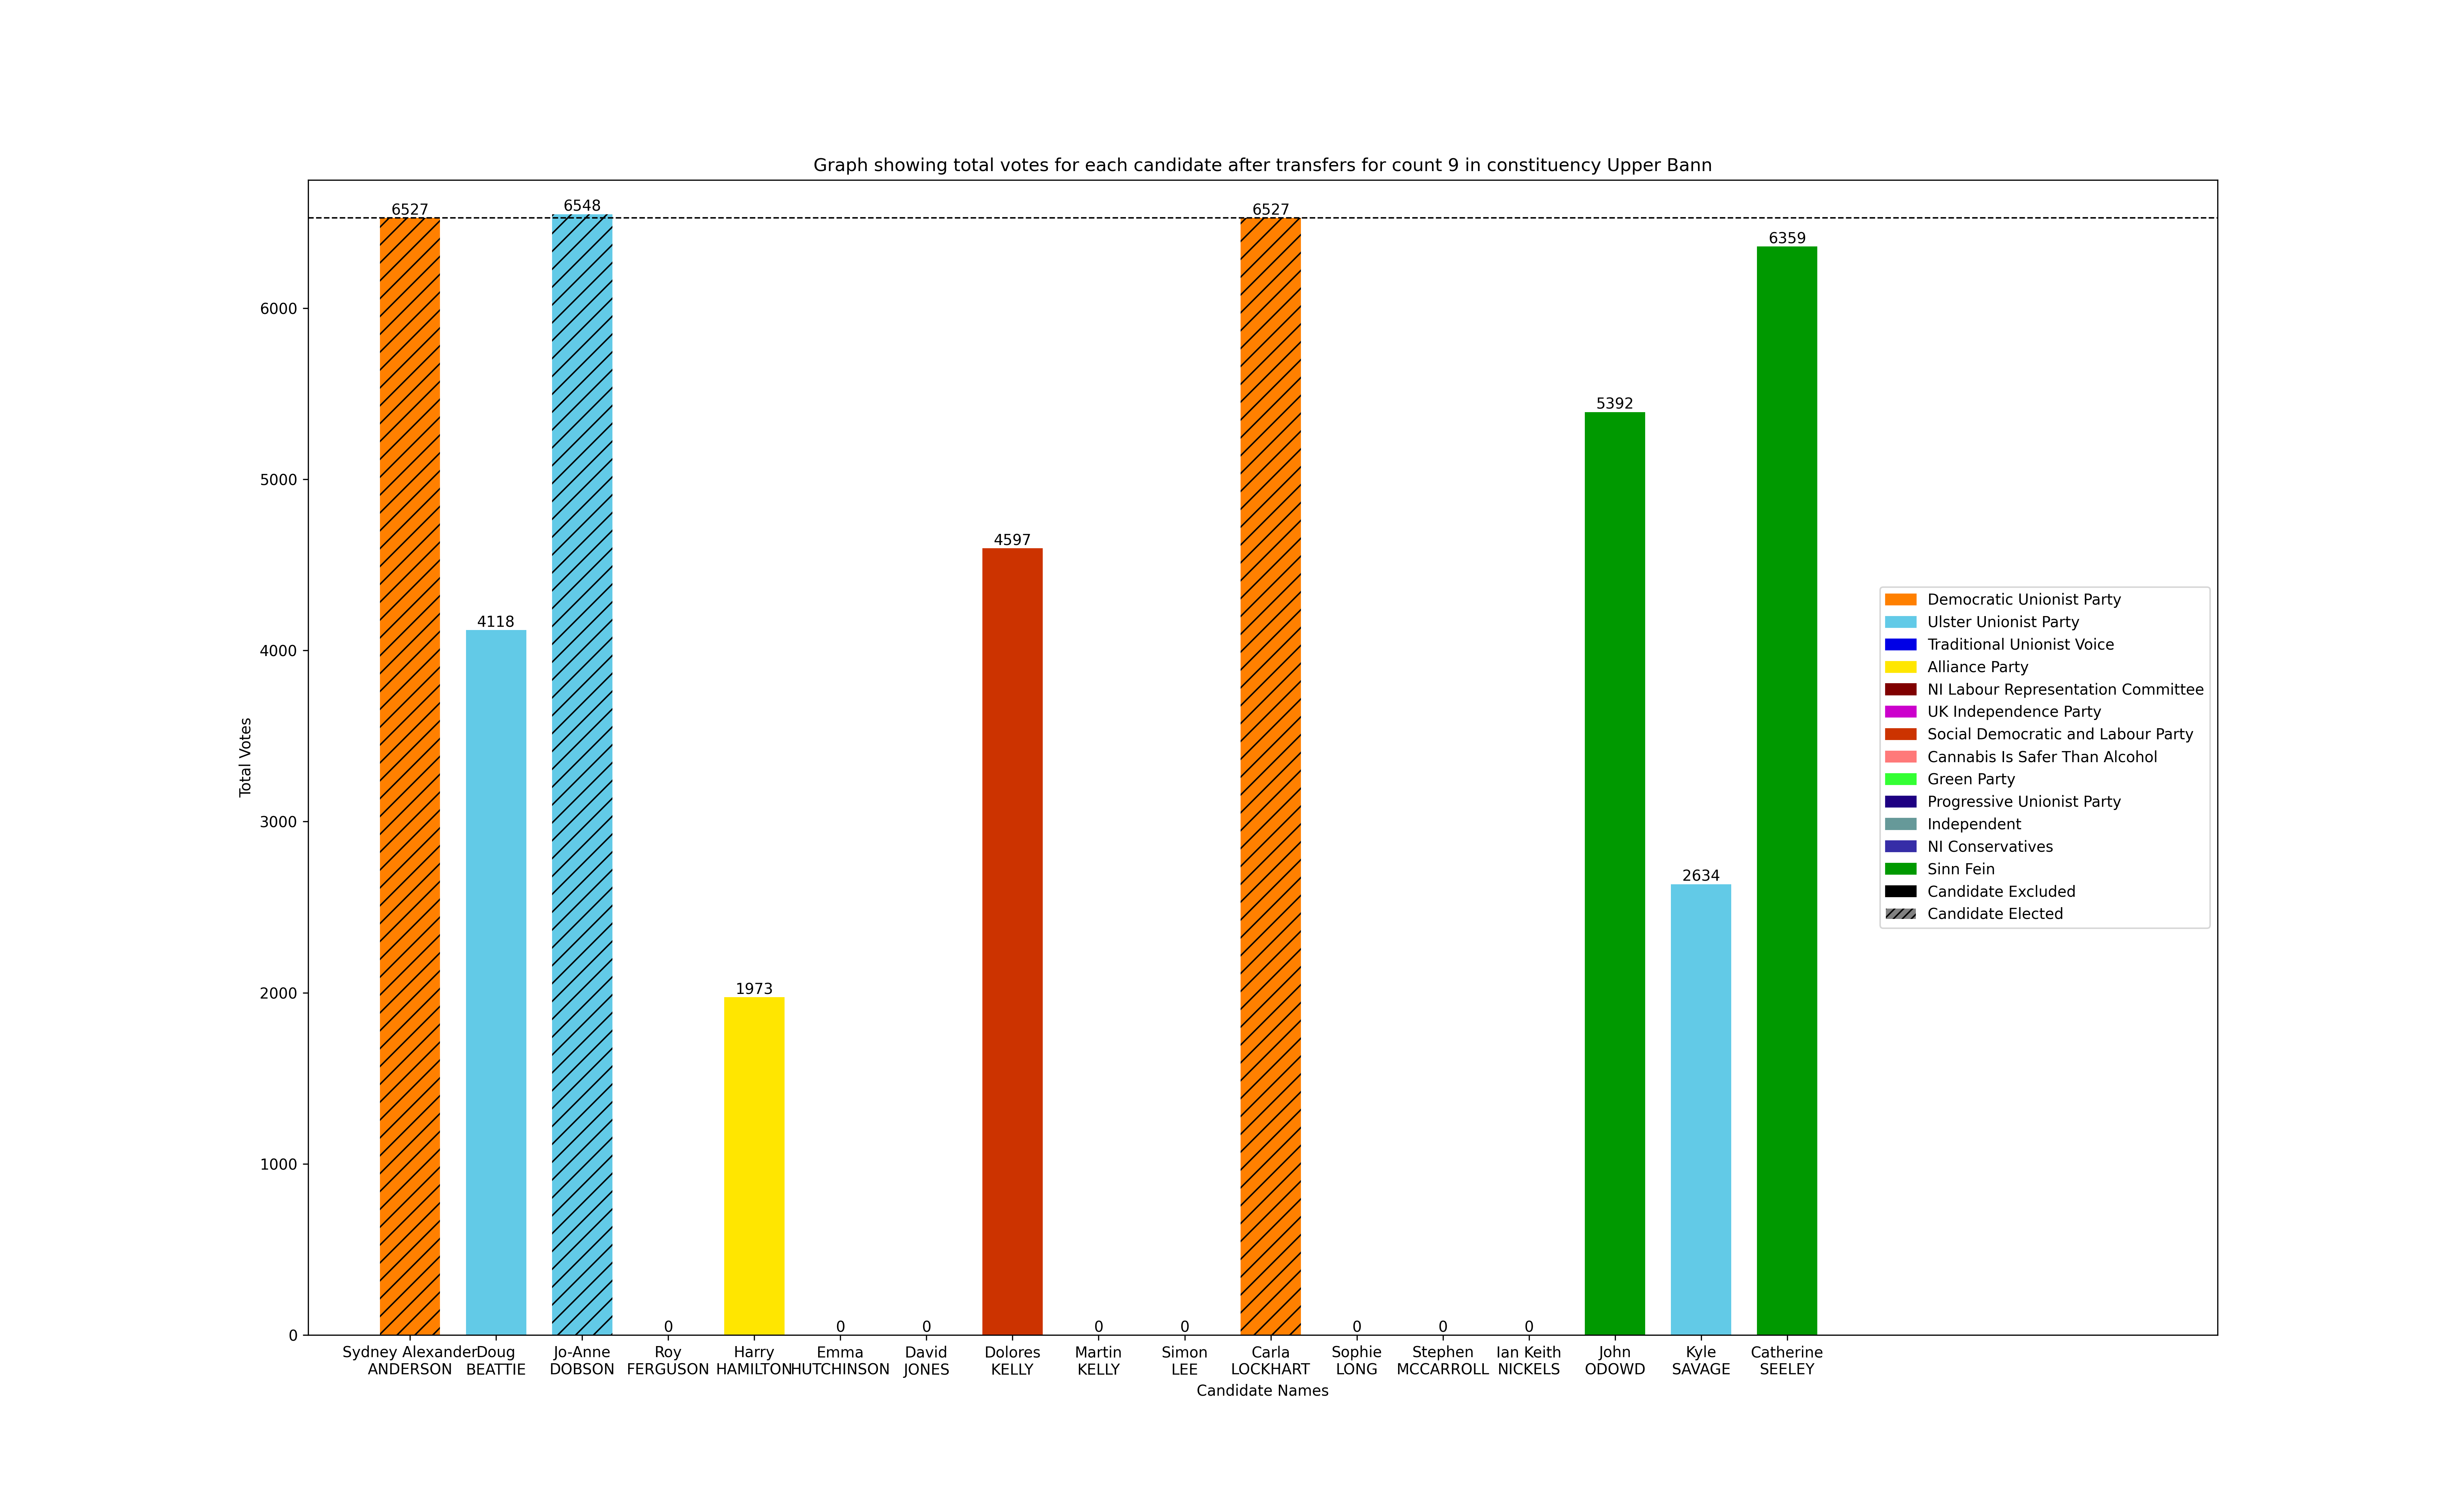 Graph showing total votes for each candidate after transfers for count 9 in constituency Upper Bann
6527
6548
6527
6359
6000
5392
5000
4597
4118
4000
3000
2634
2000
1973
1000
0
0
0
0
0
0
0
0
0
Total Votes
Democratic Unionist Party
Ulster Unionist Party
Traditional Unionist Voice
Alliance Party
NI Labour Representation Committee
UK Independence Party
Social Democratic and Labour Party
Cannabis Is Safer Than Alcohol
Green Party
Progressive Unionist Party
Independent
NI Conservatives
Sinn Fein
Candidate Excluded
Candidate Elected
Sydney Alexander
ANDERSON
Doug
BEATTIE
Jo-Anne
DOBSON
Roy
FERGUSON
Harry
HAMILTON
Emma
HUTCHINSON
David
JONES
Dolores
KELLY
Martin
KELLY
Simon
LEE
Carla
LOCKHART
Sophie
LONG
Stephen
MCCARROLL
Ian Keith
NICKELS
John
ODOWD
Kyle
SAVAGE
Catherine
SEELEY
Candidate Names